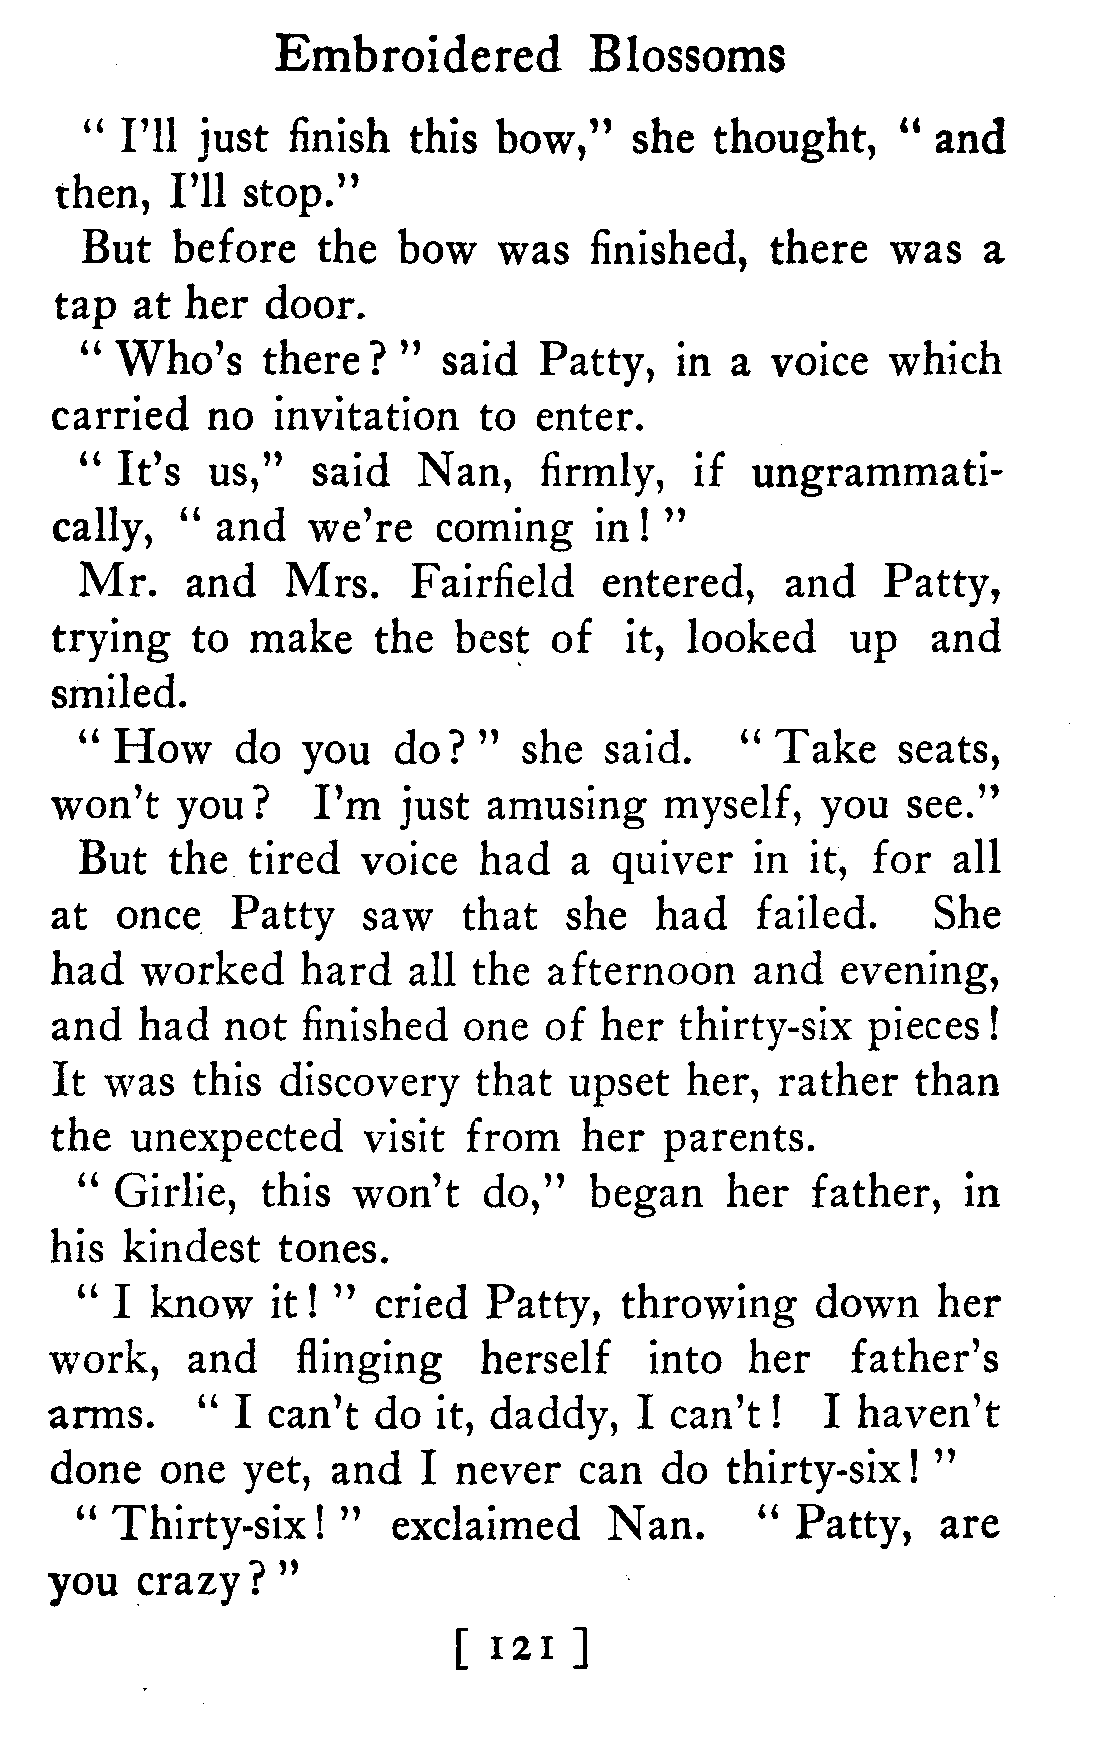 Embroidered Blossoms
" I'll just finish this bow," she thought, " and
then, I'll stop."
But before the bow was finished, there was a
tap at her door.
" Who's there? " said Patty, in a voice which
carried no invitation to enter.
" It's us," said Nan, firmly, if ungrammati-
cally, " and we're coming in! "
Mr. and Mrs. Fairfield entered, and Patty,
trying to make the best of it, looked up and
smiled.
" How do you do? " she said. " Take seats,
won't you? I'm just amusing myself, you see."
But the tired voice had a quiver in it, for all
at once Patty saw that she had failed. She
had worked hard all the afternoon and evening,
and had not finished one of her thirty-six pieces!
It was this discovery that upset her, rather than
the unexpected visit from her parents.
" Girlie, this won't do," began her father, in
his kindest tones.
" I know it! " cried Patty, throwing down her
work, and flinging herself into her father's
arms. " I can't do it, daddy, I can't! I haven't
done one yet, and I never can do thirty-six! "
" Thirty-six! " exclaimed Nan. " Patty, are
you crazy? "
[ 121 ]